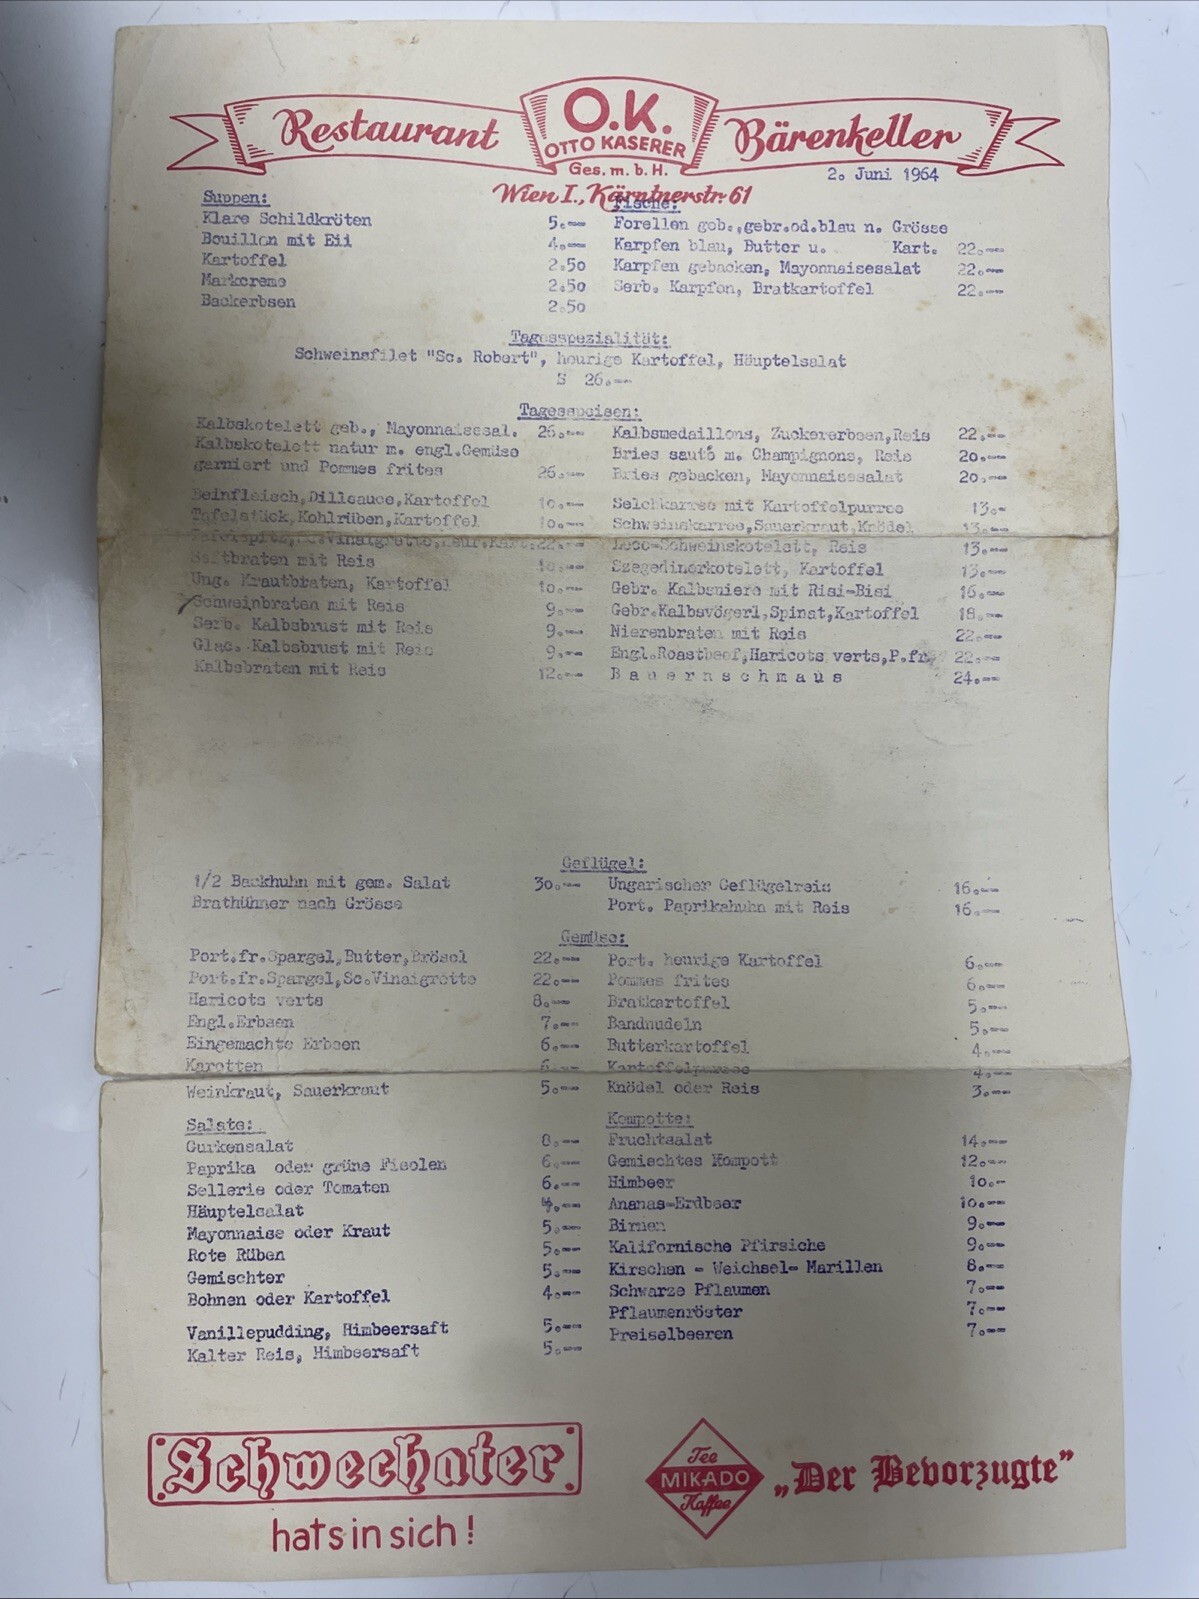 Restaurant O.K. Bärenkeller
OTTO KASERER
Ges. m. b. H.
2. Juni 1964
Wien I., Kärntnerstr. 61
Suppen:
Klare Schildkröten 5.--
Bouillon mit Eii 4.--
Kartoffel 2.50
Markcreme 2.50
Backerbsen 2.50
Fische:
Forellen geb.,gebr.od.blau n. Grösse
Karpfen blau, Butter u. Kart. 22.--
Karpfen gebacken, Mayonnaisesalat 22.--
Serb. Karpfen, Bratkartoffel 22.--
Tagesspezialität:
Schweinsfilet "Sc. Robert", heurige Kartoffel, Häuptelsalat
S 26.--
Tagesspeisen:
Kalbskotelett geb., Mayonnaisesal. 26.--
Kalbskotelett natur m. engl.Gemüse
garniert und Pommes frites 26.--
Beinfleisch,Dillsauce,Kartoffel 10.--
Tafelstück,Kohlrüben,Kartoffel 10.--
Tafelspitz,Sc.Vinaigrette,heur.Kart.22.--
Saftbraten mit Reis 10.--
Ung. Krautbraten, Kartoffel 10.--
Schweinbraten mit Reis 9.--
Serb. Kalbsbrust mit Reis 9.--
Glac. Kalbsbrust mit Reis 9.--
Kalbsbraten mit Reis 12.--
Kalbsmedaillons, Zuckererbsen,Reis 22.--
Bries sauté m. Champignons, Reis 20.--
Bries gebacken, Mayonnaisesalat 20.--
Selchkarree mit Kartoffelpurree 13.-
Schweinskarree,Sauerkraut,Knödel 13.--
Leco-Schweinskotelett, Reis 13.--
Szegedinerkotelett, Kartoffel 13.--
Gebr. Kalbsniere mit Risi-Bisi 16.--
Gebr.Kalbsvögerl,Spinat,Kartoffel 18.--
Nierenbraten mit Reis 22.--
Engl.Roastbeef,Haricots verts,P.fr. 22.--
Bauernschmaus 24.--
Geflügel:
1/2 Backhuhn mit gem. Salat 30.--
Brathühner nach Grösse
Ungarischer Geflügelreis 16.--
Port. Paprikahuhn mit Reis 16.--
Gemüse:
Port.fr.Spargel,Butter,Brösel 22.--
Port.fr.Spargel,Sc.Vinaigrette 22.--
Haricots verts 8.--
Engl.Erbsen 7.--
Eingemachte Erbsen 6.--
Karotten 6.--
Weinkraut, Sauerkraut 5.--
Port. heurige Kartoffel 6.--
Pommes frites 6.--
Bratkartoffel 5.--
Bandnudeln 5.--
Butterkartoffel 4.--
Kartoffelpurree 4.--
Knödel oder Reis 3.--
Salate:
Gurkensalat 8.--
Paprika oder grüne Fisolen 6.--
Sellerie oder Tomaten 6.--
Häuptelsalat
Mayonnaise oder Kraut 5.--
Rote Rüben 5.--
Gemischter 5.--
Bohnen oder Kartoffel 4.--
Vanillepudding, Himbeersaft 5.--
Kalter Reis, Himbeersaft 5.--
Kompotte:
Fruchtsalat 14.--
Gemischtes Kompott 12.--
Himbeer 10.-
Ananas-Erdbeer 10.--
Birnen 9.--
Kalifornische Pfirsiche 9.--
Kirschen - Weichsel- Marillen 8.--
Schwarze Pflaumen 7.--
Pflaumenröster 7.--
Preiselbeeren 7.--
Schwechater
hats in sich!
Tee
MIKADO
Kaffee
„Der Bevorzugte"